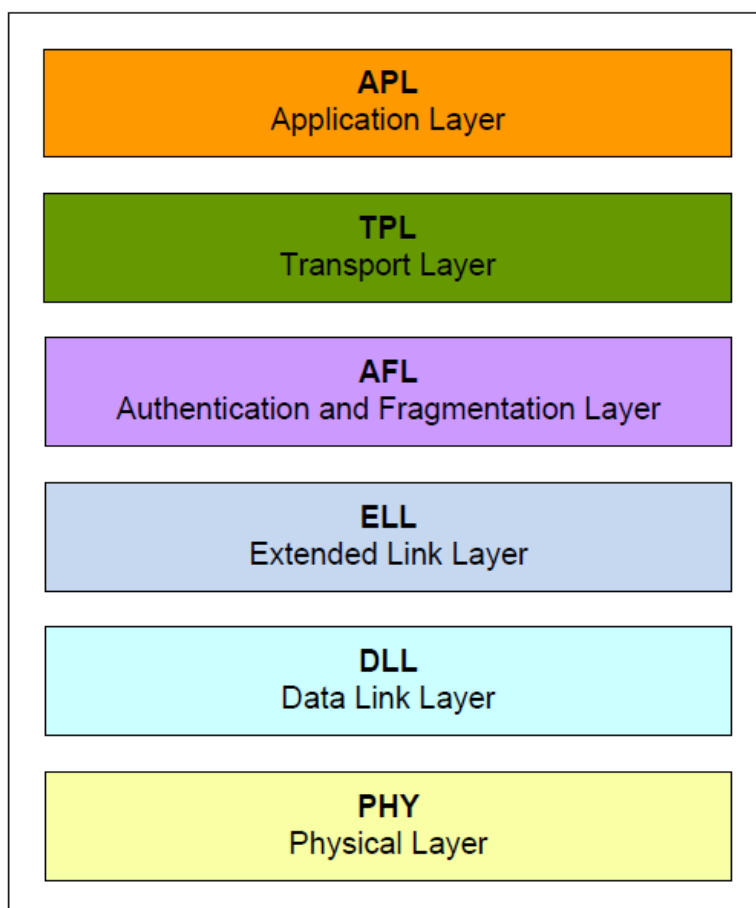 APL
Application Layer
TPL
Transport Layer
AFL
Authentication and Fragmentation Layer
ELL
Extended Link Layer
DLL
Data Link Layer
PHY
Physical Layer